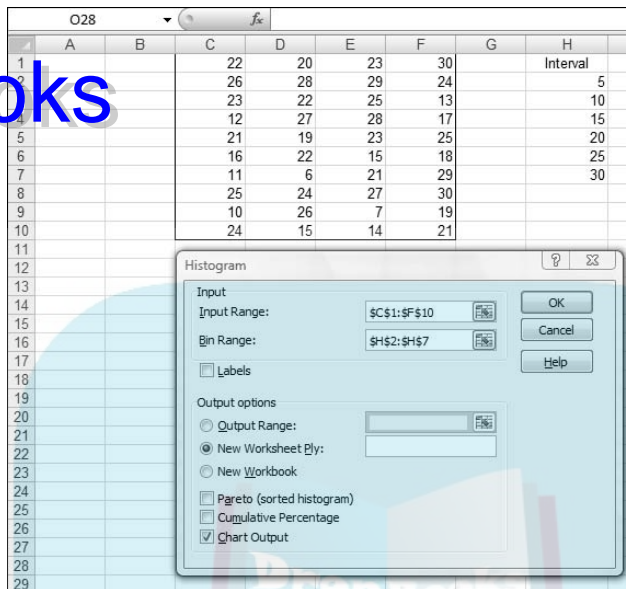 O28 fx
A B C D E F G H
1 22 20 23 30 Interval
2 26 28 29 24 5
3 23 22 25 13 10
4 12 27 28 17 15
5 21 19 23 25 20
6 16 22 15 18 25
7 11 6 21 29 30
8 25 24 27 30
9 10 26 7 19
10 24 15 14 21
oks
11
12
13
14
15
16
17
18
19
20
21
22
23
24
25
26
27
28
29
Histogram ?
Input
Input Range: $C$1:$F$10 OK
Bin Range: $H$2:$H$7 Cancel
Labels Help
Output options
Output Range:
New Worksheet Ply:
New Workbook
Pareto (sorted histogram)
Cumulative Percentage
Chart Output